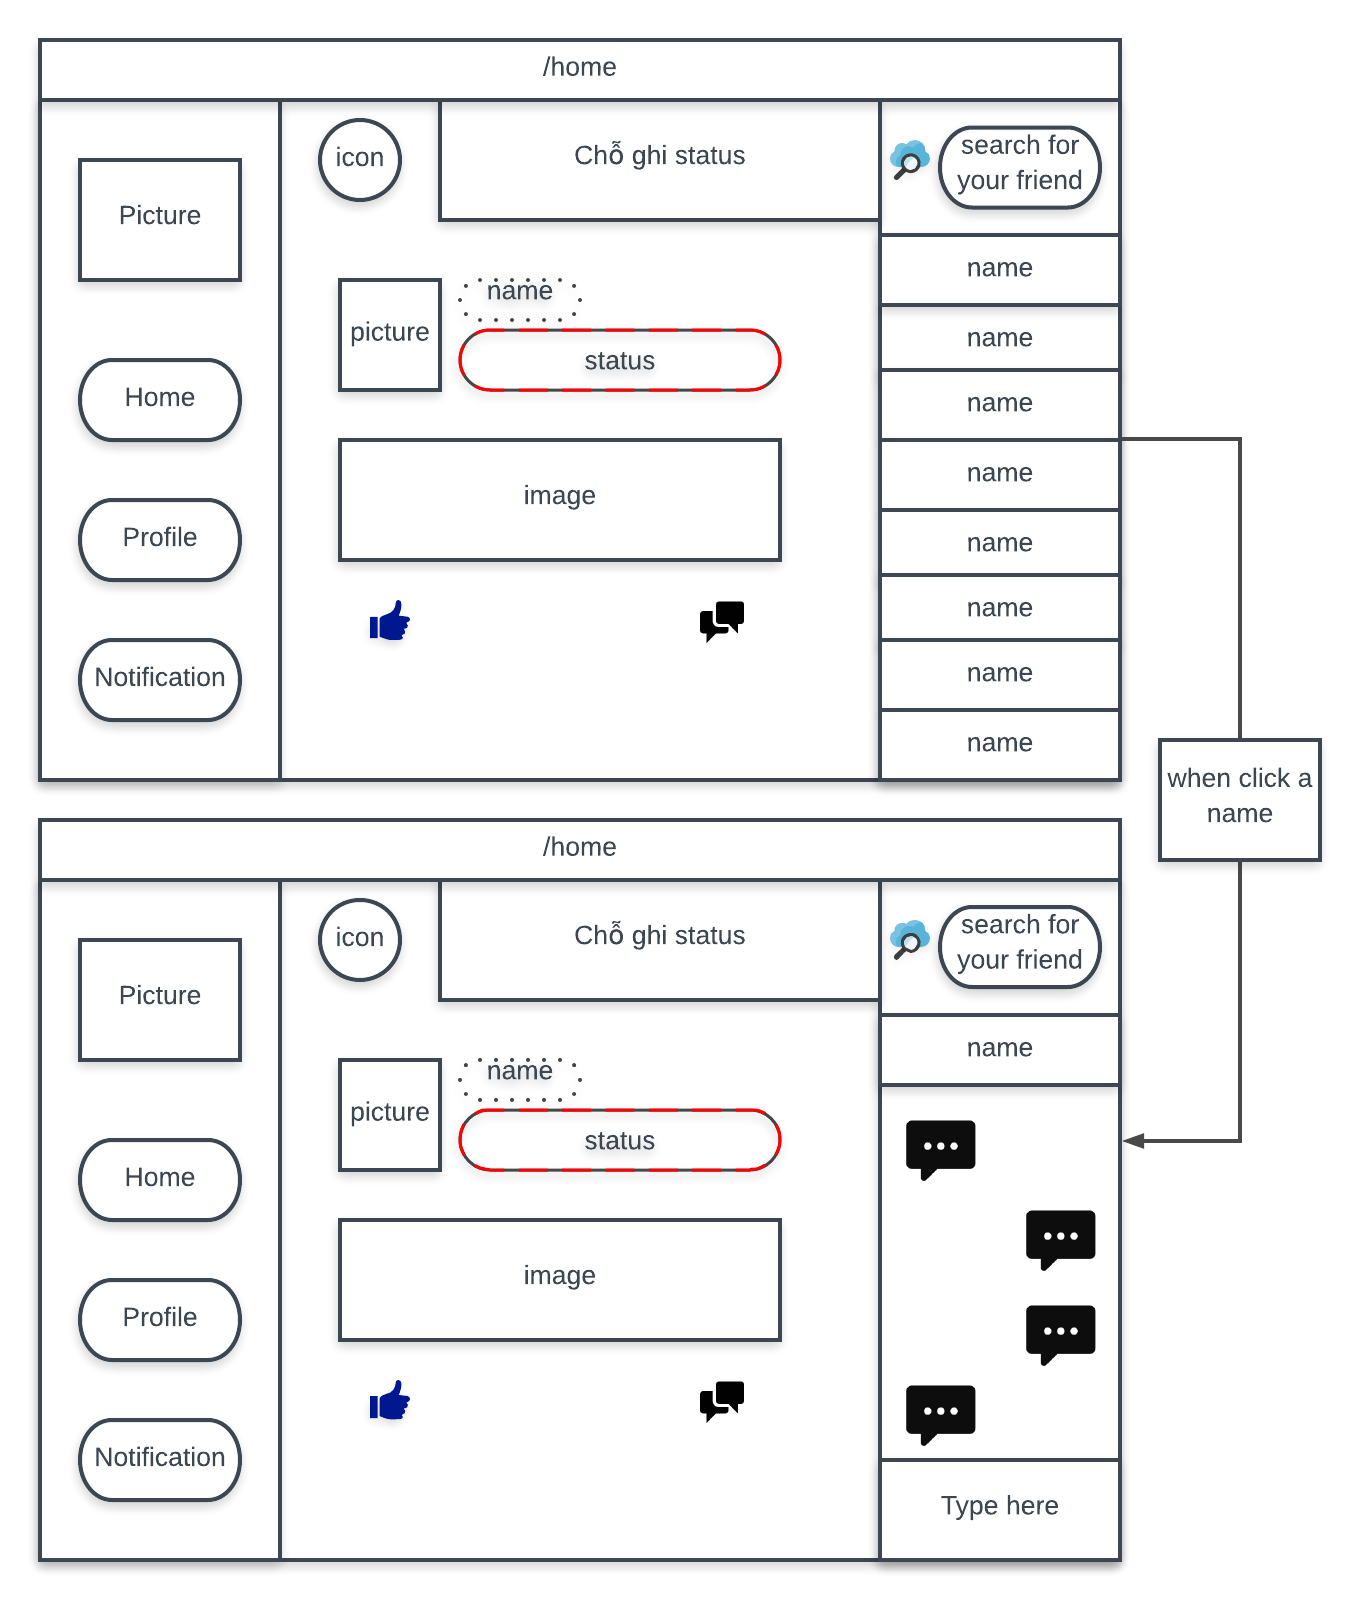 /home
Picture
Home
Profile
Notification
icon
Chỗ ghi status
picture
name
status
image
search for
your friend
name
name
name
name
name
name
name
name
when click a
name
/home
Picture
Home
Profile
Notification
icon
Chỗ ghi status
picture
name
status
image
search for
your friend
name
Type here